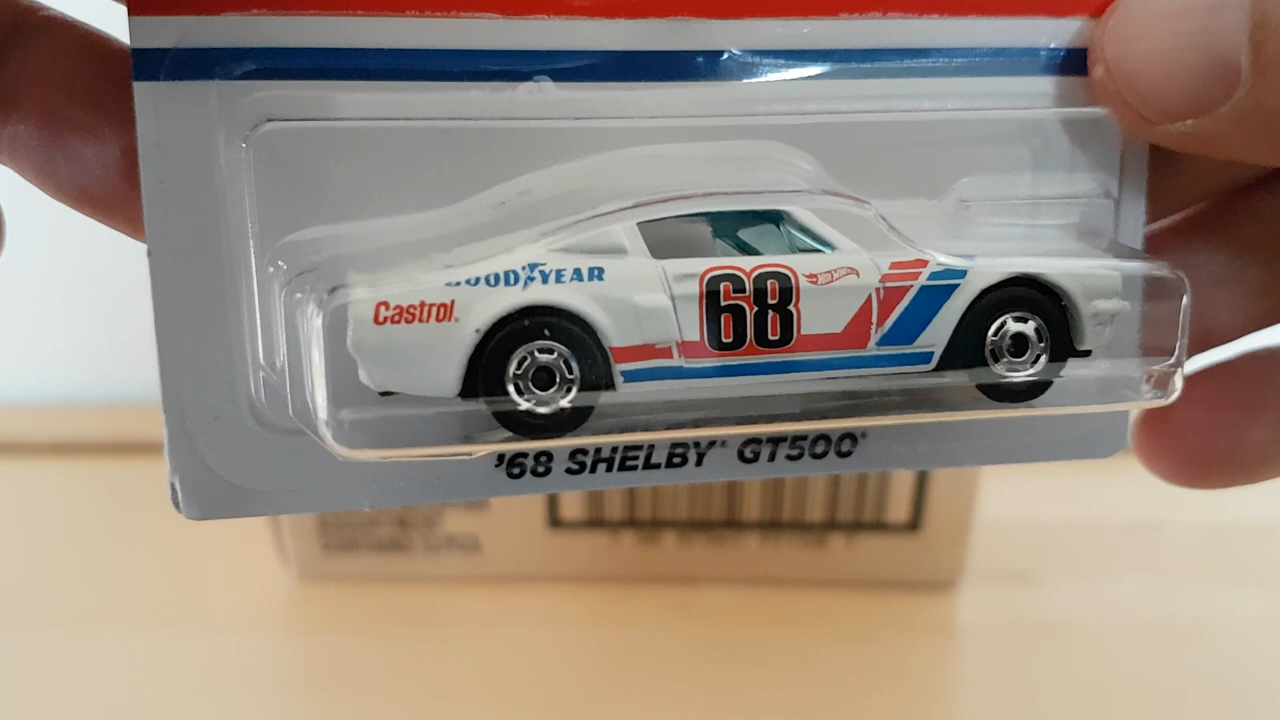 GOODYEAR
Castrol
68
HOT WHEELS
'68 SHELBY® GT500®